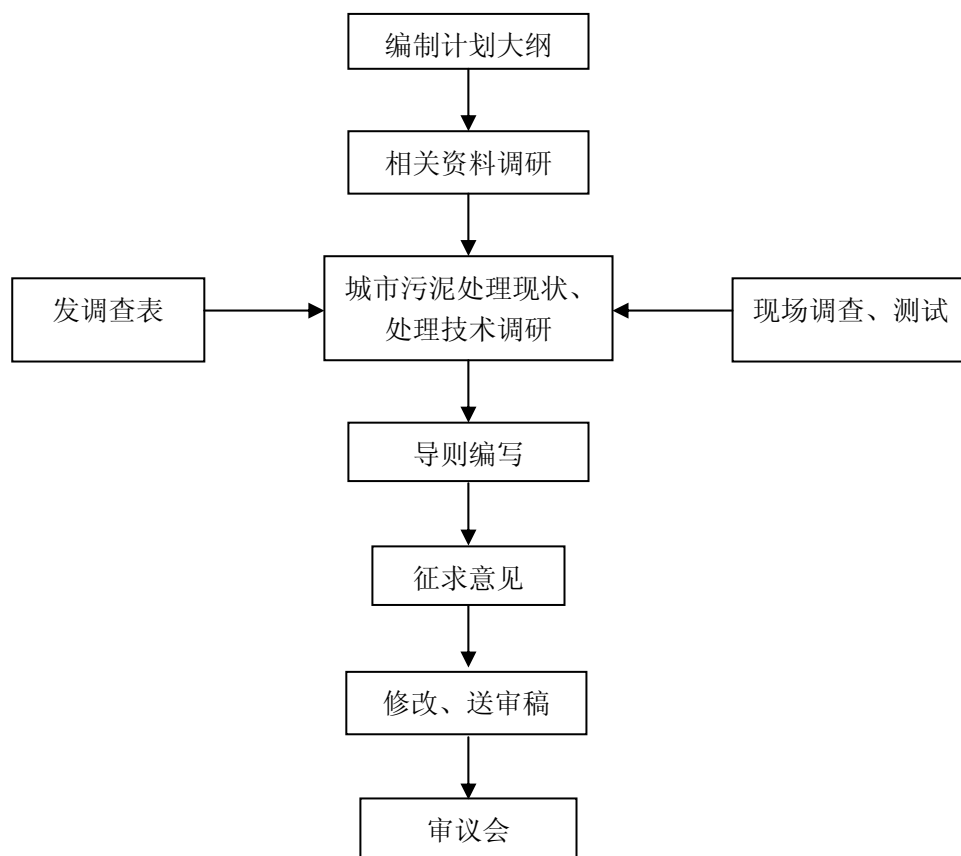 编制计划大纲
相关资料调研
发调查表
城市污泥处理现状、
处理技术调研
现场调查、测试
导则编写
征求意见
修改、送审稿
审议会